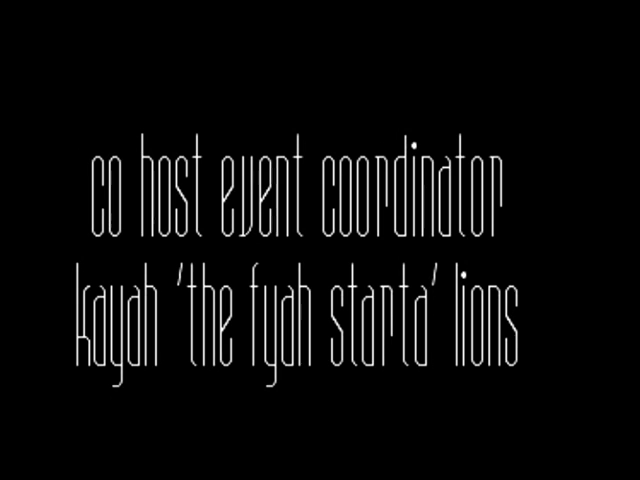 co host event coordinator
kayah 'the fyah starta' lions